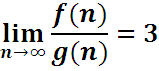 lim n→∞ f(n)/g(n) = 3